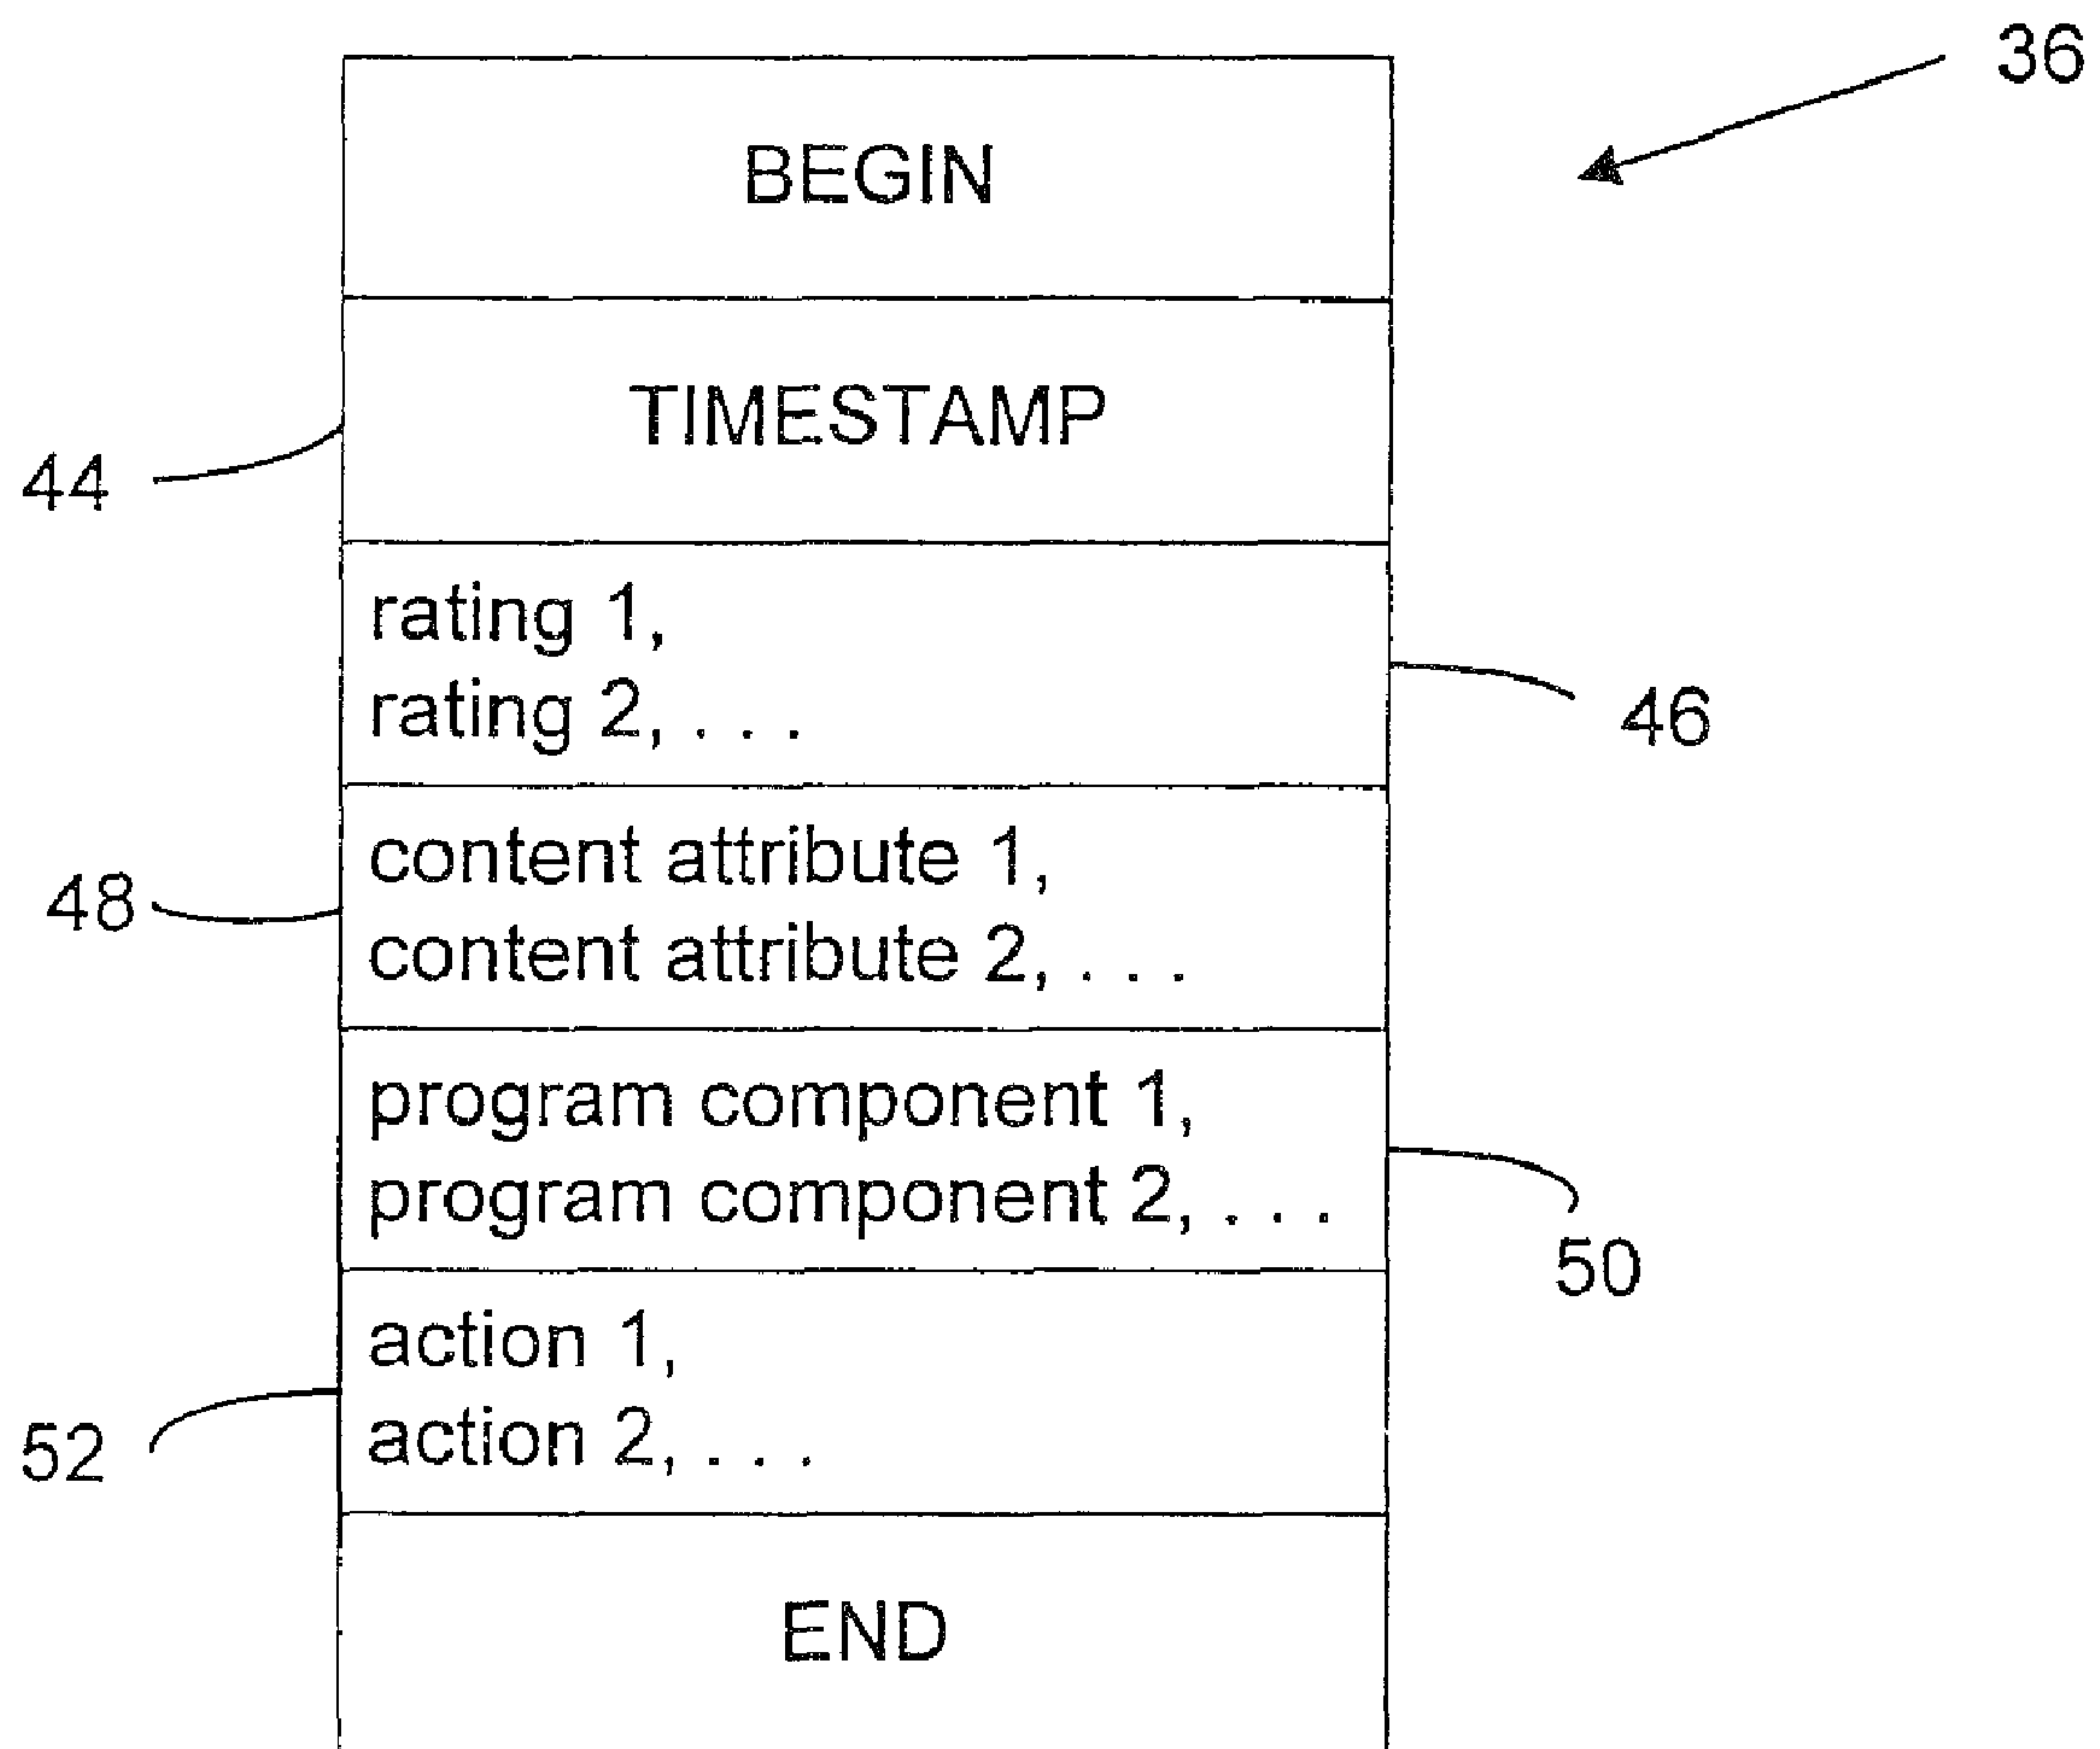 36
BEGIN
TIMESTAMP
44
rating 1,
rating 2, . . .
46
content attribute 1,
content attribute 2, . . .
48
program component 1,
program component 2, . . .
50
action 1,
action 2, . . .
52
END